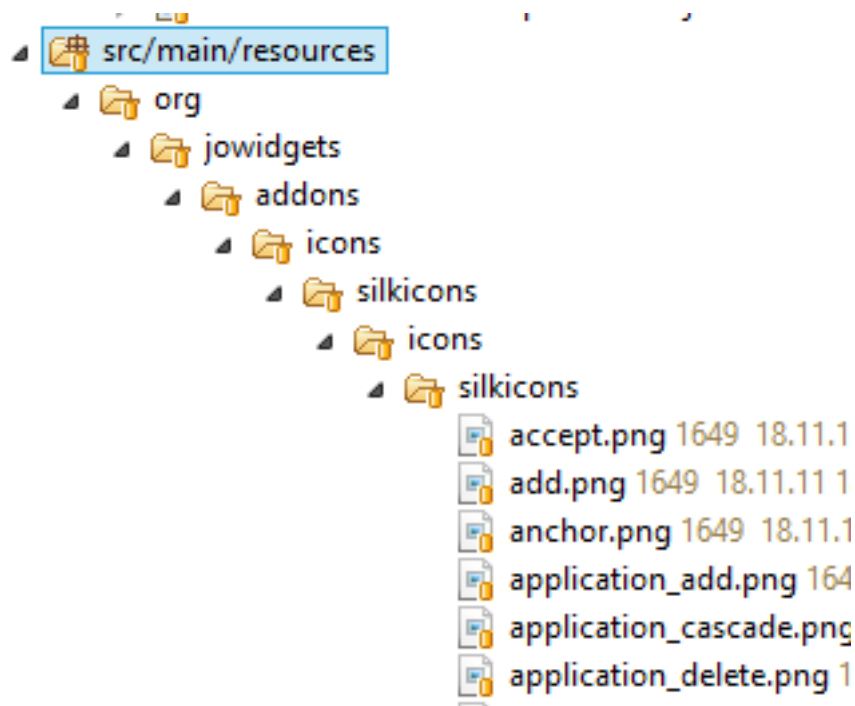 src/main/resources
org
jowidgets
addons
icons
silkicons
icons
silkicons
accept.png 1649 18.11.1
add.png 1649 18.11.11 1
anchor.png 1649 18.11.1
application_add.png 164
application_cascade.png
application_delete.png 1